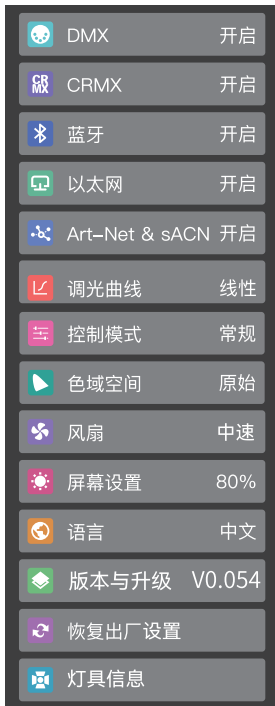 DMX 开启
CRMX 开启
蓝牙 开启
以太网 开启
Art-Net & sACN 开启
调光曲线 线性
控制模式 常规
色域空间 原始
风扇 中速
屏幕设置 80%
语言 中文
版本与升级 V0.054
恢复出厂设置
灯具信息